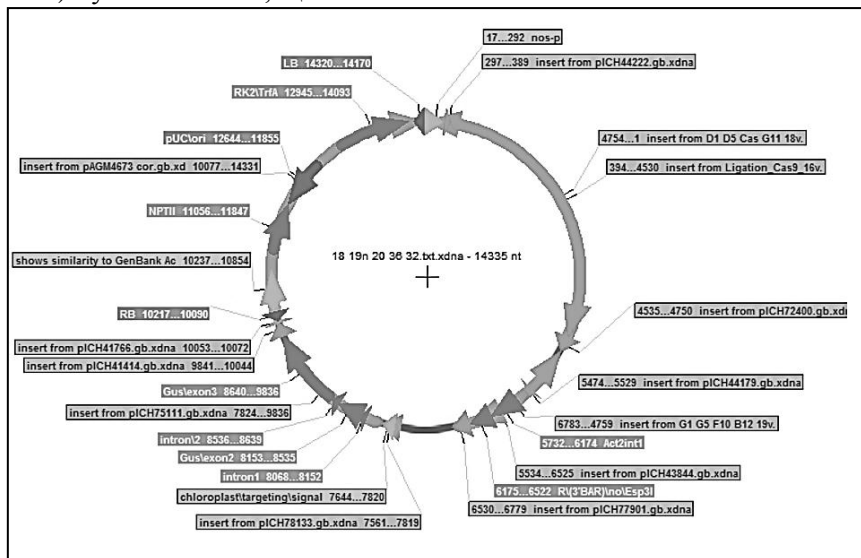 17...292 nos-p
LB 14320...14170
297...389 insert from pICH44222.gb.xdna
RK2\TrfA 12945...14093
pUC\ori 12644...11855
4754...1 insert from D1 D5 Cas G11 18v.
insert from pAGM4673 cor.gb.xd 10077...14331
394...4530 insert from Ligation_Cas9_16v.
NPTII 11056...11847
18 19n 20 36 32.txt.xdna - 14335 nt
shows similarity to GenBank Ac 10237...10854
RB 10217...10090
4535...4750 insert from pICH72400.gb.xd
insert from pICH41766.gb.xdna 10053...10072
insert from pICH41414.gb.xdna 9841...10044
5474...5529 insert from pICH44179.gb.xdna
Gus\exon3 8640...9836
insert from pICH75111.gb.xdna 7824...9836
6783...4759 insert from G1 G5 F10 B12 19v.
intron\2 8536...8639
5732...6174 Act2int1
Gus\exon2 8153...8535
5534...6525 insert from pICH43844.gb.xdna
intron1 8068...8152
6175...6522 R\(3'BAR)\no\Esp3I
chloroplast\targeting\signal 7644...7820
6530...6779 insert from pICH77901.gb.xdna
insert from pICH78133.gb.xdna 7561...7819